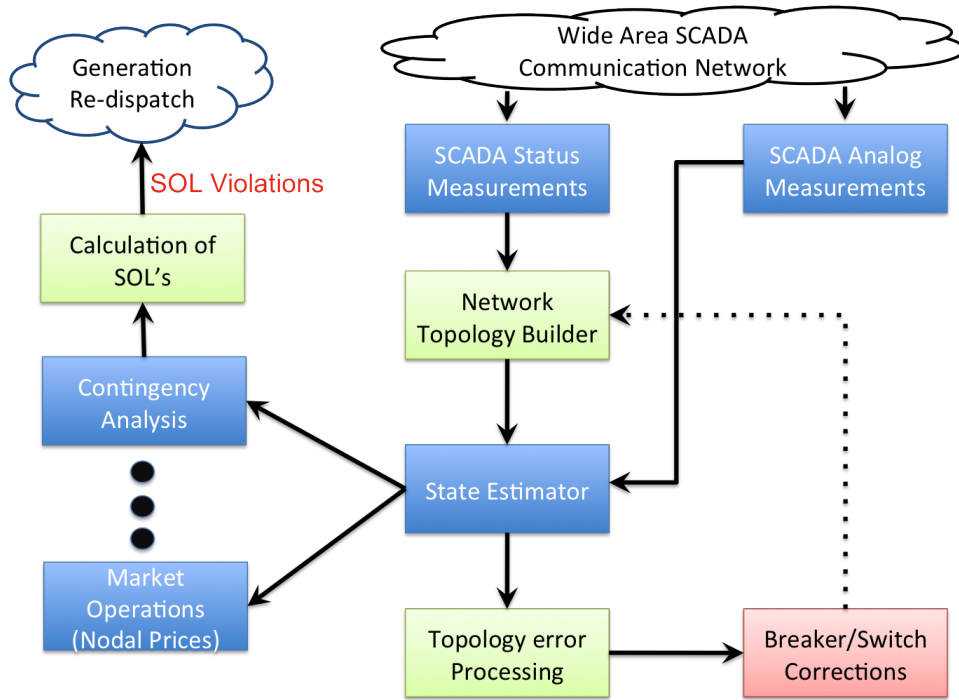 Generation
Re-dispatch
Wide Area SCADA
Communication Network
SOL Violations
SCADA Status
Measurements
SCADA Analog
Measurements
Calculation of
SOL's
Network
Topology Builder
Contingency
Analysis
State Estimator
Market
Operations
(Nodal Prices)
Topology error
Processing
Breaker/Switch
Corrections